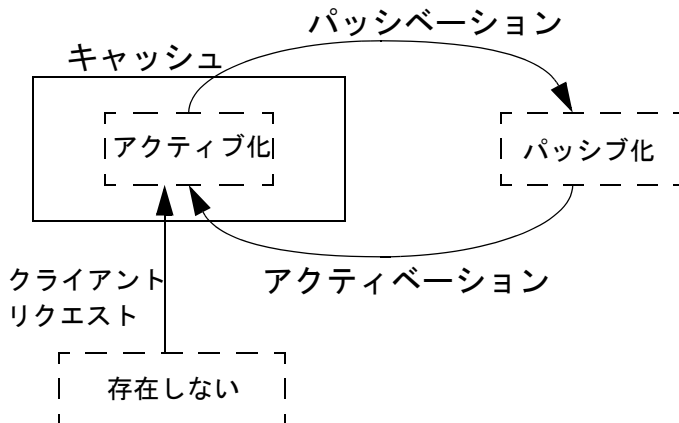 パッシベーション
キャッシュ
アクティブ化
パッシブ化
クライアント
リクエスト
アクティベーション
存在しない